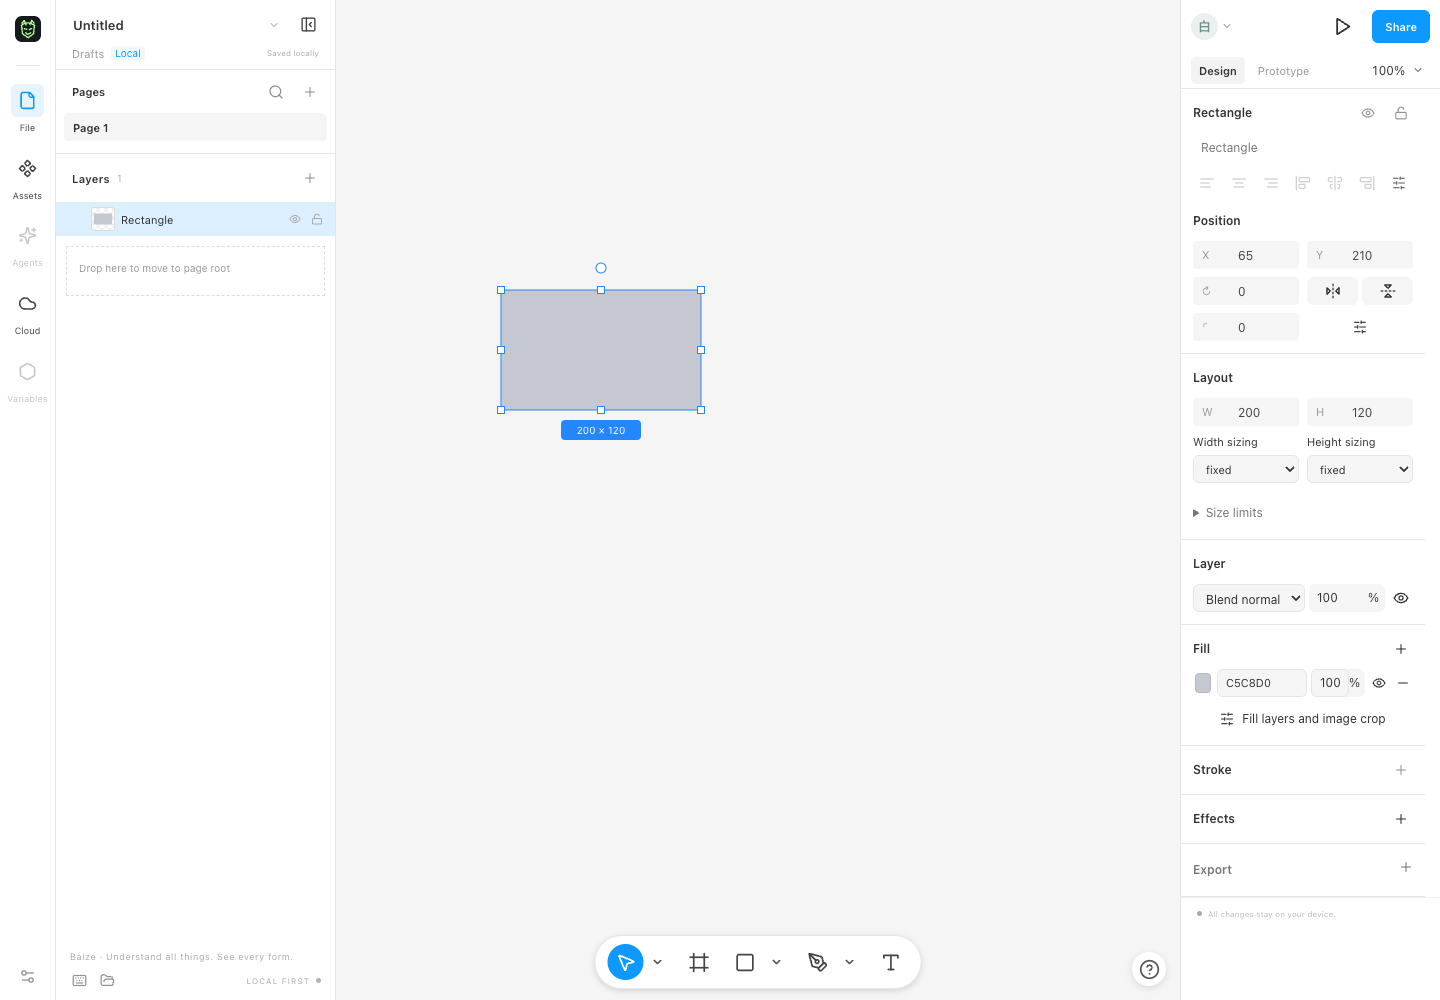 Untitled
Drafts Local Saved locally
File
Assets
Agents
Cloud
Variables
Pages
Page 1
Layers 1
Rectangle
Drop here to move to page root
Baize · Understand all things. See every form.
LOCAL FIRST
200 × 120
自 Share
Design Prototype 100%
Rectangle
Rectangle
Position
X 65 Y 210
0
0
Layout
W 200 H 120
Width sizing Height sizing
fixed fixed
Size limits
Layer
Blend normal 100 %
Fill
C5C8D0 100 %
Fill layers and image crop
Stroke
Effects
Export
All changes stay on your device.